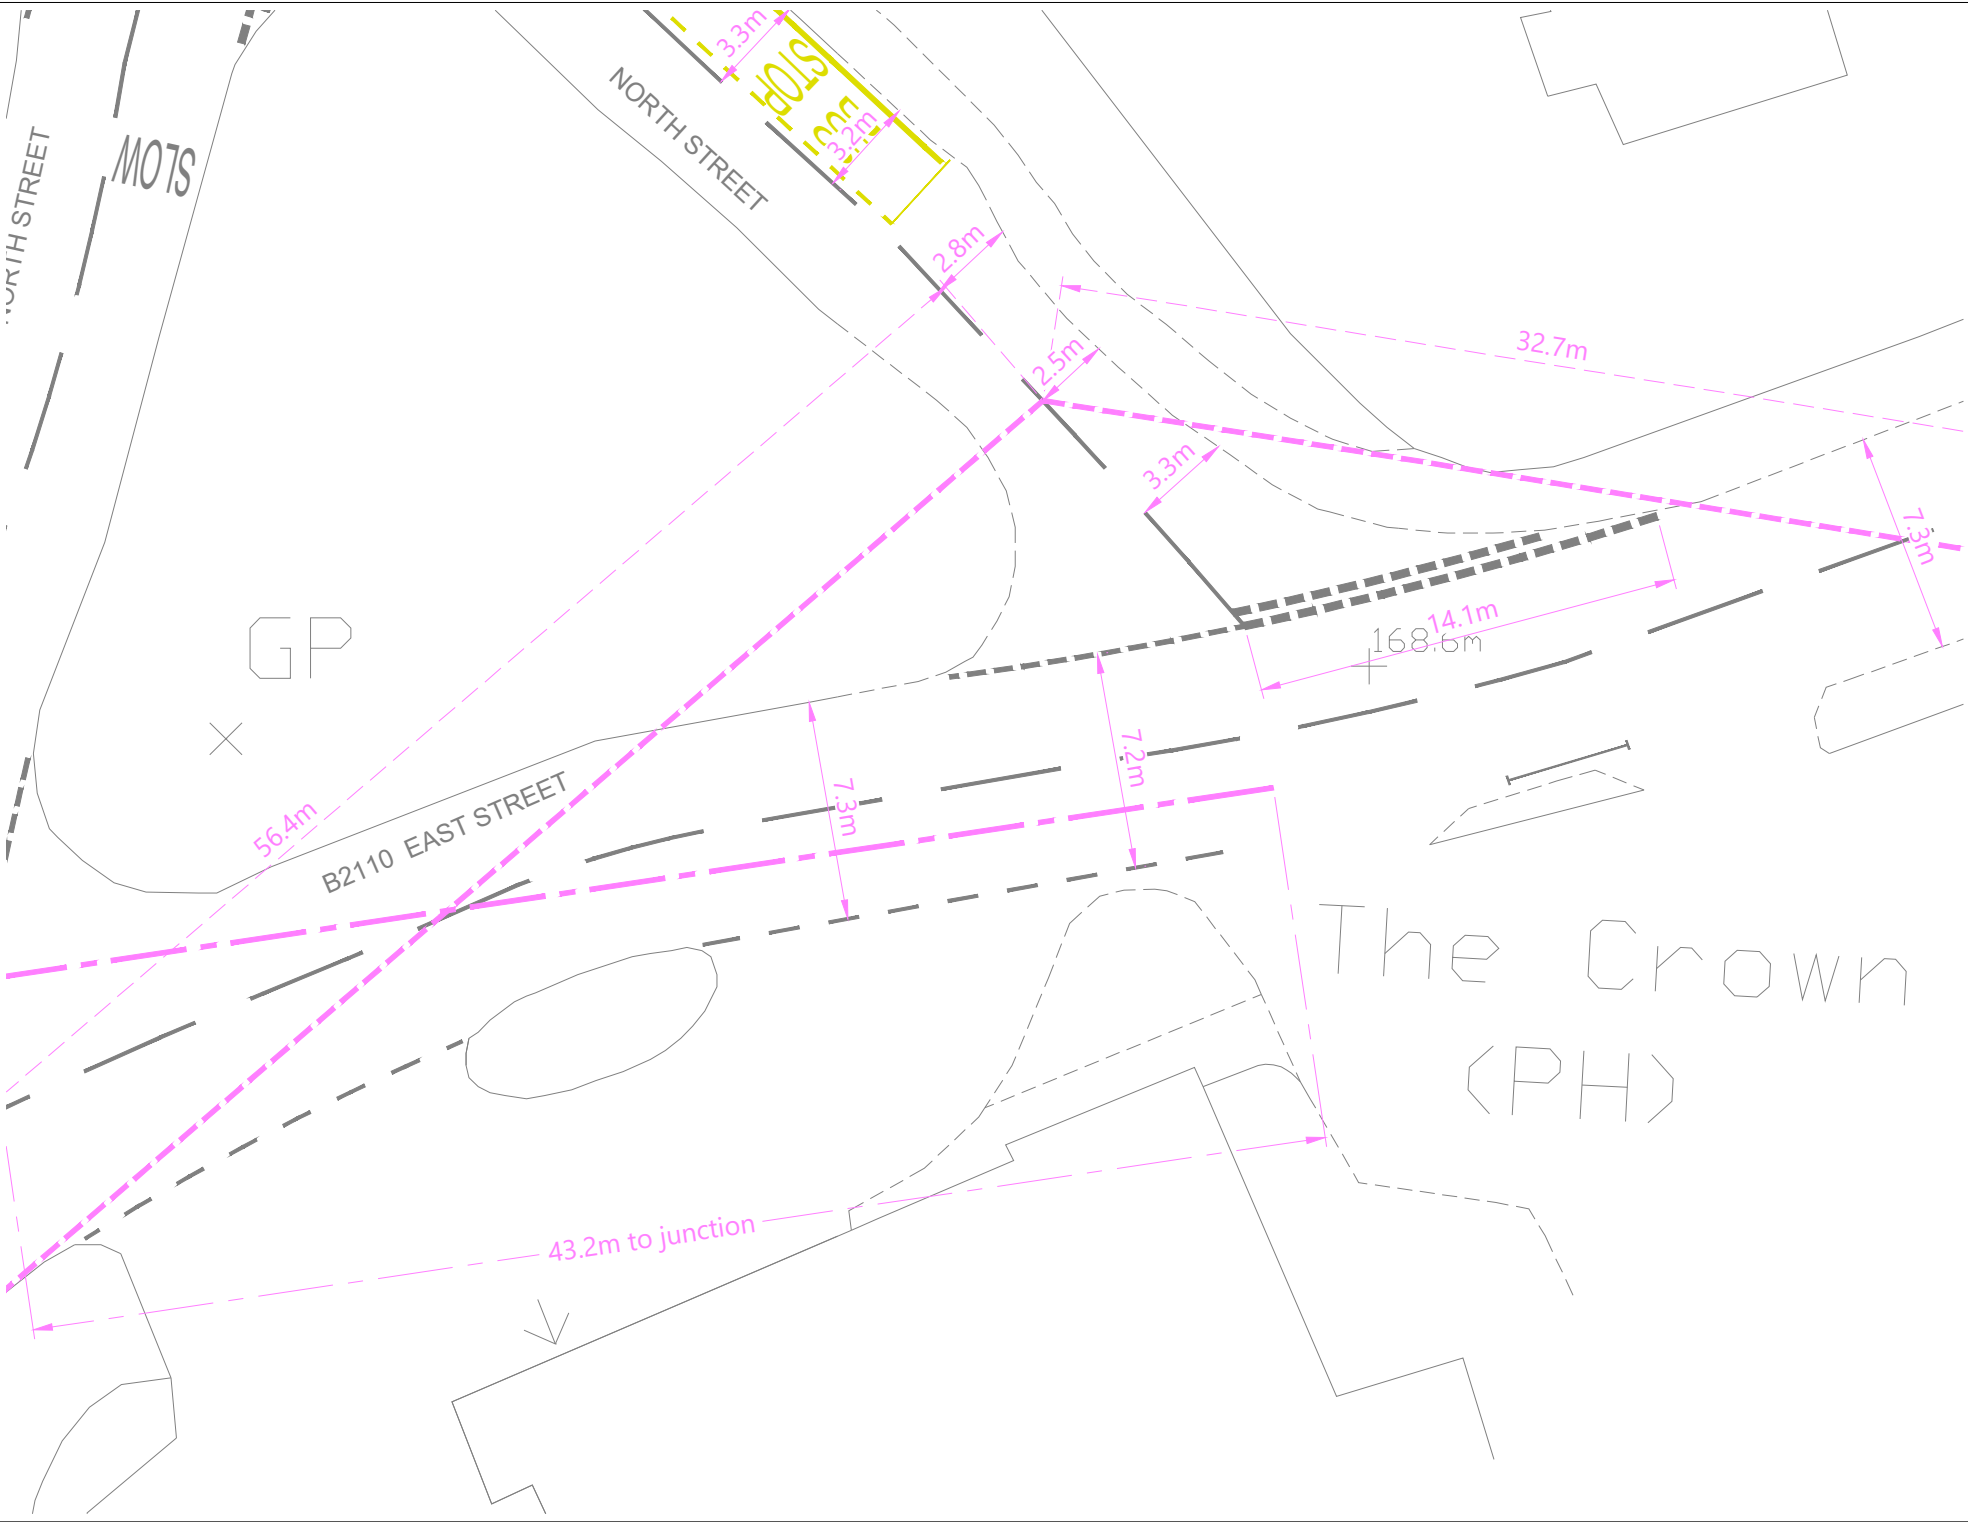 3.3m
STOP
3.2m
NORTH STREET
SLOW
NORTH STREET
2.8m
32.7m
2.5m
3.3m
7.3m
14.1m
168.6m
GP
7.2m
7.3m
56.4m
B2110 EAST STREET
The Crown
(PH)
43.2m to junction